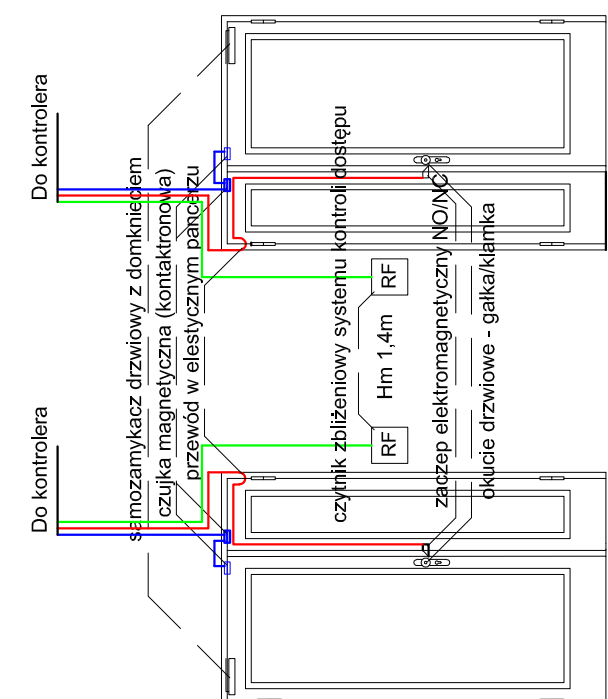 Do kontrolera
Do kontrolera
samozamykacz drzwiowy z domknięciem
czujka magnetyczna (kontaktronowa)
przewód w elestycznym pancerzu
czytnik zbliżeniowy systemu kontroli dostępu
RF
Hm 1,4m
RF
zaczep elektromagnetyczny NO/NC
okucie drzwiowe - gałka/klamka